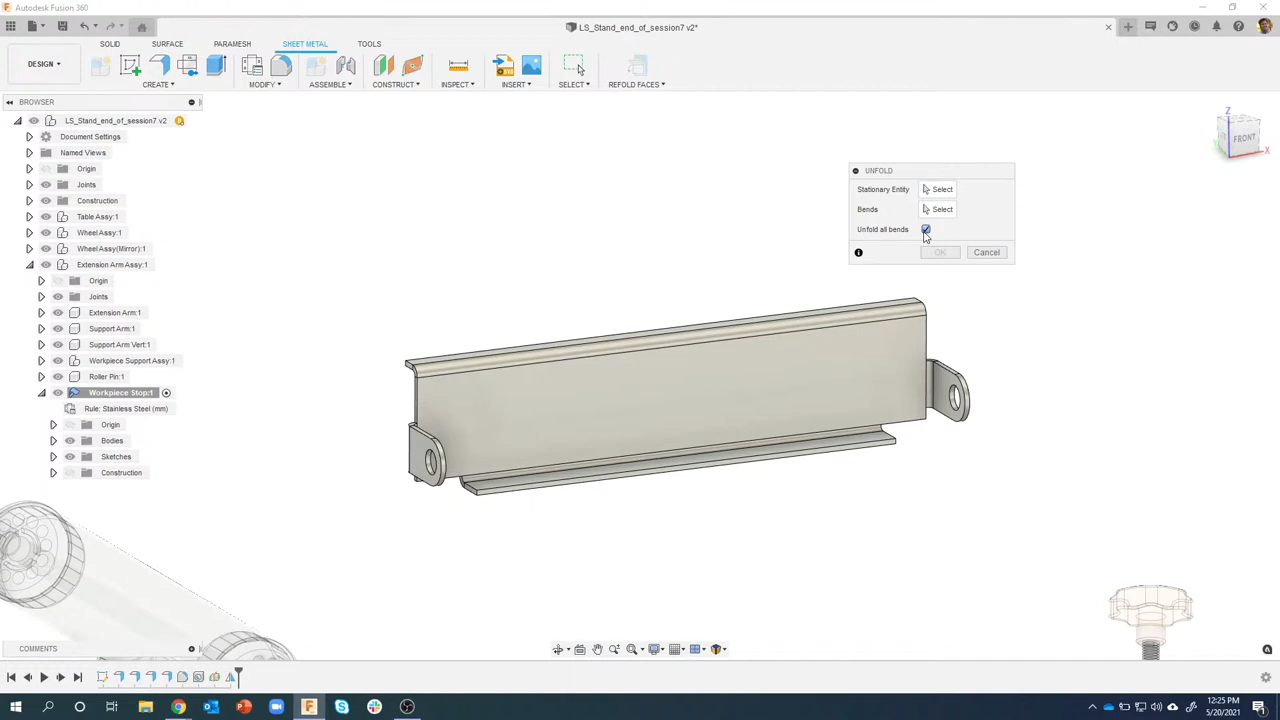 Autodesk Fusion 360
LS_Stand_end_of_session7 v2*
SOLID SURFACE PARAMESH SHEET METAL TOOLS
DESIGN ▾
CREATE ▾ MODIFY ▾ ASSEMBLE ▾ CONSTRUCT ▾ INSPECT ▾ INSERT ▾ SELECT ▾ REFOLD FACES ▾
BROWSER
LS_Stand_end_of_session7 v2
Document Settings
Named Views
Origin
Joints
Construction
Table Assy:1
Wheel Assy:1
Wheel Assy(Mirror):1
Extension Arm Assy:1
Origin
Joints
Extension Arm:1
Support Arm:1
Support Arm Vert:1
Workpiece Support Assy:1
Roller Pin:1
Workpiece Stop:1
Rule: Stainless Steel (mm)
Origin
Bodies
Sketches
Construction
UNFOLD
Stationary Entity Select
Bends Select
Unfold all bends
OK Cancel
Z
FRONT
X
COMMENTS
12:25 PM
5/20/2021